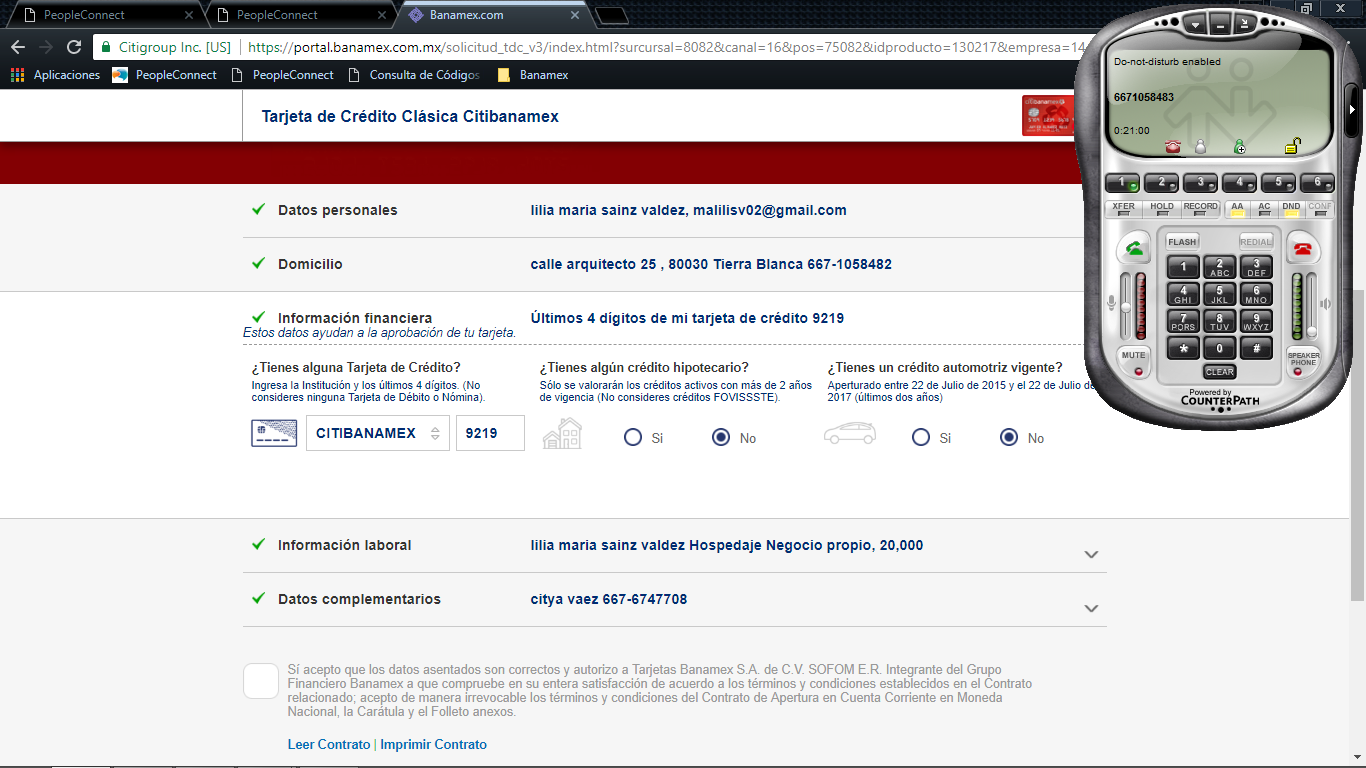 PeopleConnect
PeopleConnect
Banamex.com
Citigroup Inc. [US]
https://portal.banamex.com.mx/solicitud_tdc_v3/index.html?surcursal=8082&canal=16&pos=75082&idproducto=130217&empresa=14
Aplicaciones
PeopleConnect
PeopleConnect
Consulta de Códigos
Banamex
Tarjeta de Crédito Clásica Citibanamex
Datos personales
lilia maria sainz valdez, malilisv02@gmail.com
Domicilio
calle arquitecto 25 , 80030 Tierra Blanca 667-1058482
Información financiera
Últimos 4 dígitos de mi tarjeta de crédito 9219
Estos datos ayudan a la aprobación de tu tarjeta.
¿Tienes alguna Tarjeta de Crédito?
Ingresa la Institución y los últimos 4 dígitos. (No
consideres ninguna Tarjeta de Débito o Nómina).
CITIBANAMEX
9219
¿Tienes algún crédito hipotecario?
Sólo se valorarán los créditos activos con más de 2 años
de vigencia (No consideres créditos FOVISSSTE).
Si
No
¿Tienes un crédito automotriz vigente?
Aperturado entre 22 de Julio de 2015 y el 22 de Julio de
2017 (últimos dos años)
Si
No
Información laboral
lilia maria sainz valdez Hospedaje Negocio propio, 20,000
Datos complementarios
citya vaez 667-6747708
Sí acepto que los datos asentados son correctos y autorizo a Tarjetas Banamex S.A. de C.V. SOFOM E.R. Integrante del Grupo
Financiero Banamex a que compruebe en su entera satisfacción de acuerdo a los términos y condiciones establecidos en el Contrato
relacionado; acepto de manera irrevocable los términos y condiciones del Contrato de Apertura en Cuenta Corriente en Moneda
Nacional, la Carátula y el Folleto anexos.
Leer Contrato | Imprimir Contrato
Do-not-disturb enabled
6671058483
0:21:00
1 2 3 4 5 6
XFER HOLD RECORD AA AC DND CONF
FLASH REDIAL
1 2 ABC 3 DEF
4 GHI 5 JKL 6 MNO
7 PQRS 8 TUV 9 WXYZ
* 0 #
MUTE
SPEAKER
PHONE
CLEAR
Powered by
COUNTERPATH